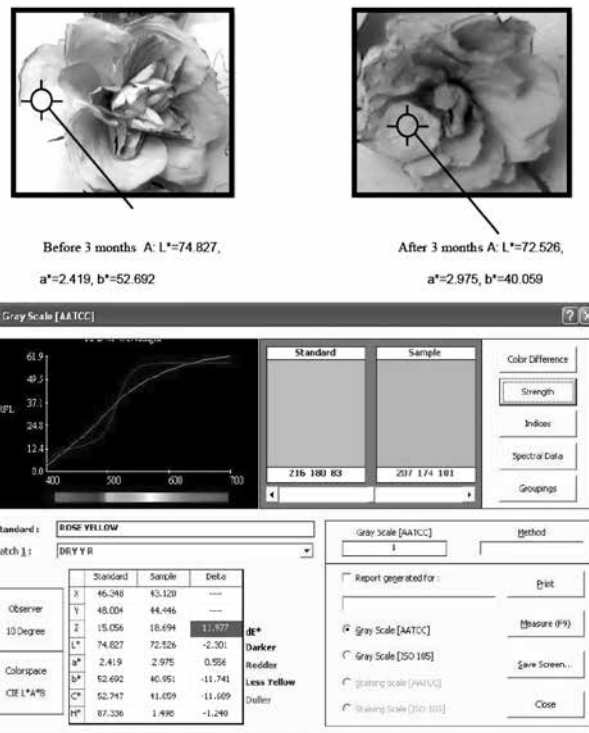 Before 3 months A: L*=74.827,
a*=2.419, b*=52.692
After 3 months A: L*=72.526,
a*=2.975, b*=40.059
Gray Scale [AATCC]
61.9
49.5
37.1
24.8
12.4
0.0
400 500 600 700
Standard Sample
216 180 83 207 174 101
Color Difference
Strength
Indices
Spectral Data
Groupings
ROSE YELLOW
DRY Y R
Observer
10 Degree
Colorspace
CIE L*A*B
Standard Sample Delta
X 46.348 43.120 ----
Y 48.004 44.446 ----
Z 15.056 18.694 11.977 dE*
L* 74.827 72.526 -2.301 Darker
a* 2.419 2.975 0.556 Redder
b* 52.692 40.951 -11.741 Less Yellow
C* 52.747 41.059 -11.689 Duller
H* 87.336 1.498 -1.240
Gray Scale [AATCC] Method
1
Report generated for :
Gray Scale [AATCC]
Gray Scale [ISO 105]
Staining Scale [AATCC]
Staining Scale [ISO 105]
Print
Measure (F9)
Save Screen...
Close